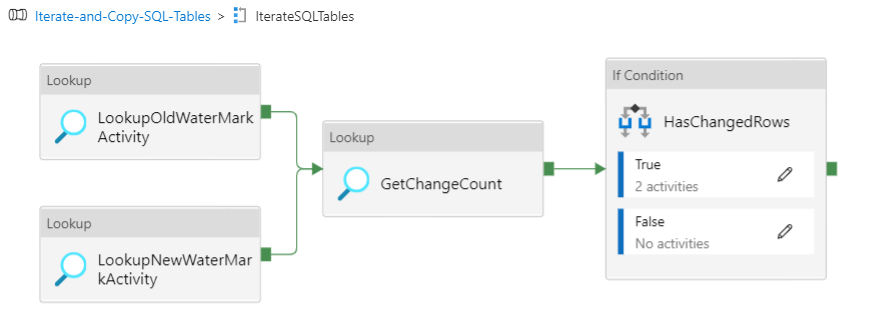 Iterate-and-Copy-SQL-Tables > IterateSQLTables
Lookup
LookupOldWaterMark
Activity
Lookup
LookupNewWaterMar
kActivity
Lookup
GetChangeCount
If Condition
HasChangedRows
True
2 activities
False
No activities